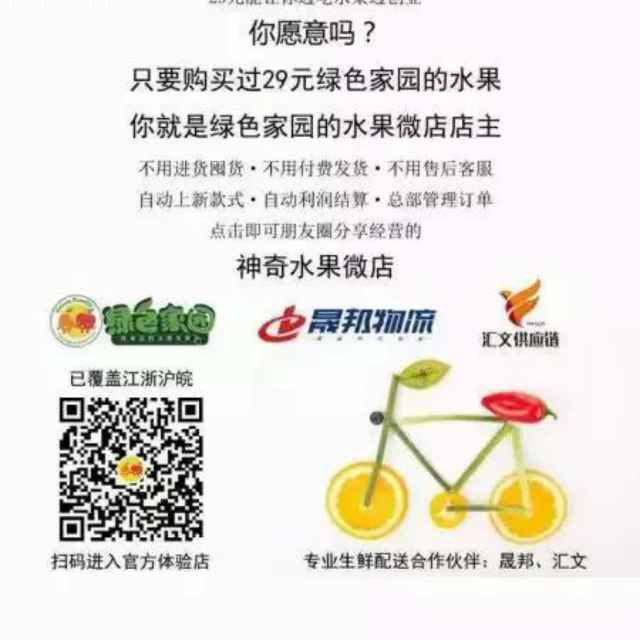 你愿意吗？
只要购买过29元绿色家园的水果
你就是绿色家园的水果微店店主
不用进货囤货·不用付费发货·不用售后客服
自动上新款式·自动利润结算·总部管理订单
点击即可朋友圈分享经营的
神奇水果微店
绿色家园
晟邦物流
汇文供应链
已覆盖江浙沪皖
扫码进入官方体验店
专业生鲜配送合作伙伴：晟邦、汇文